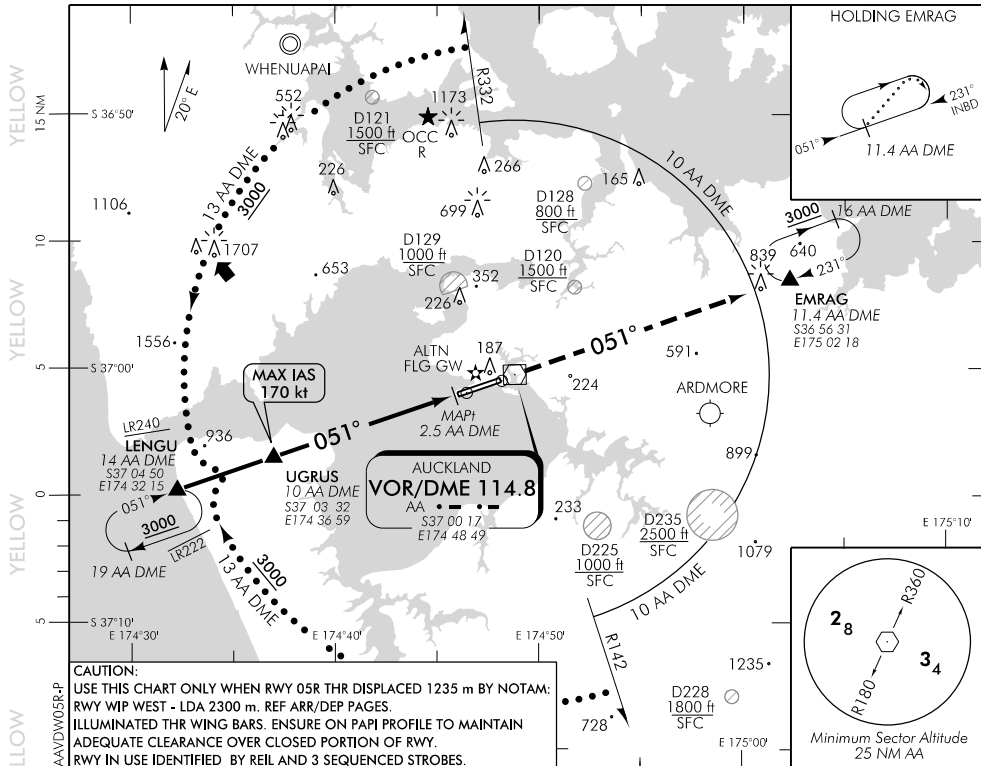 YELLOW
YELLOW
YELLOW
YELLOW
AAVDW05R-P
15 NM
10
5
0
5
S 36°50'
S 37°00'
S 37°10'
E 174°30'
E 174°40'
E 174°50'
E 175°00'
E 175°10'
20° E
WHENUAPAI
552
D121
1500 ft
SFC
OCC
R
1173
R332
226
266
165
699
D128
800 ft
SFC
10 AA DME
13 AA DME
3000
1106
1707
653
D129
1000 ft
SFC
352
226
D120
1500 ft
SFC
839
3000
16 AA DME
640
231°
EMRAG
11.4 AA DME
S36 56 31
E175 02 18
HOLDING EMRAG
051°
231°
INBD
11.4 AA DME
1556
MAX IAS
170 kt
ALTN
FLG GW
187
051°
224
591
ARDMORE
MAPt
2.5 AA DME
LR240
936
LENGU
14 AA DME
S37 04 50
E174 32 15
051°
051°
3000
19 AA DME
LR222
UGRUS
10 AA DME
S37 03 32
E174 36 59
AUCKLAND
VOR/DME 114.8
AA
S37 00 17
E174 48 49
899
233
D225
1000 ft
SFC
D235
2500 ft
SFC
1079
10 AA DME
3000
13 AA DME
R142
1235
D228
1800 ft
SFC
728
R360
2 8
3 4
R180
Minimum Sector Altitude
25 NM AA
CAUTION:
USE THIS CHART ONLY WHEN RWY 05R THR DISPLACED 1235 m BY NOTAM:
RWY WIP WEST - LDA 2300 m. REF ARR/DEP PAGES.
ILLUMINATED THR WING BARS. ENSURE ON PAPI PROFILE TO MAINTAIN
ADEQUATE CLEARANCE OVER CLOSED PORTION OF RWY.
RWY IN USE IDENTIFIED BY REIL AND 3 SEQUENCED STROBES.